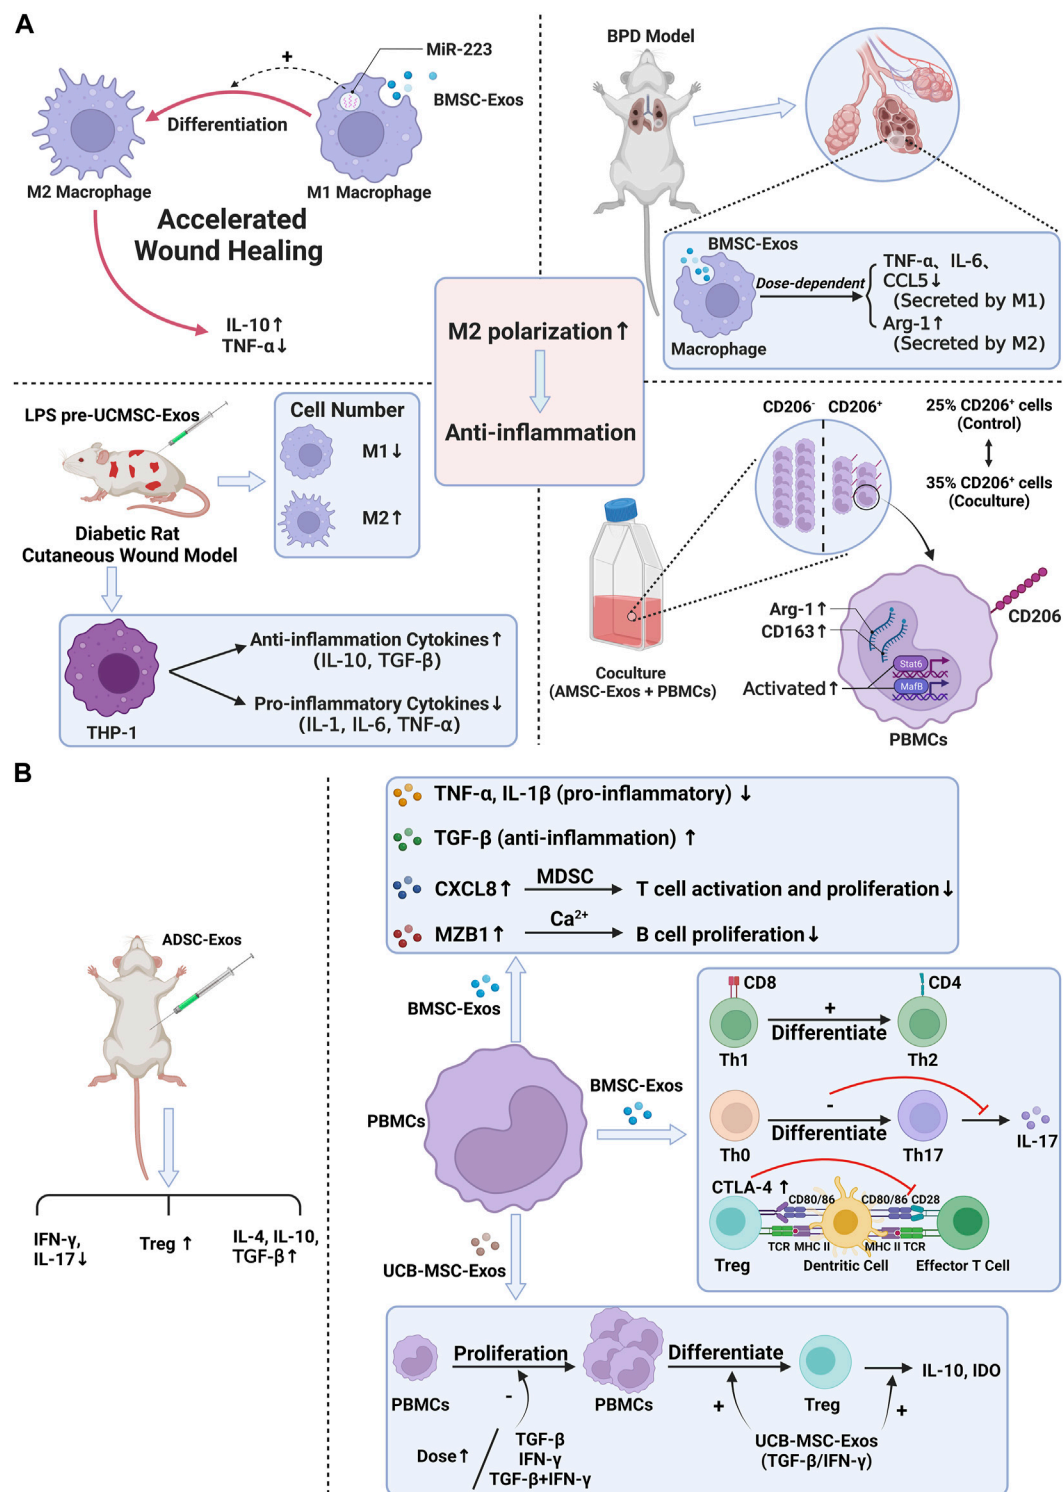 A
+
MiR-223
BMSC-Exos
Differentiation
M2 Macrophage
M1 Macrophage
Accelerated
Wound Healing
IL-10↑
TNF-α↓
BPD Model
BMSC-Exos
Dose-dependent
Macrophage
TNF-α、IL-6、
CCL5↓
(Secreted by M1)
Arg-1↑
(Secreted by M2)
M2 polarization↑
Anti-inflammation
LPS pre-UCMSC-Exos
Diabetic Rat
Cutaneous Wound Model
Cell Number
M1↓
M2↑
THP-1
Anti-inflammation Cytokines↑
(IL-10, TGF-β)
Pro-inflammatory Cytokines↓
(IL-1, IL-6, TNF-α)
CD206⁻ CD206⁺
25% CD206⁺ cells
(Control)
35% CD206⁺ cells
(Coculture)
Coculture
(AMSC-Exos + PBMCs)
Arg-1↑
CD163↑
Activated↑
Stat6
MafB
CD206
PBMCs
B
ADSC-Exos
IFN-γ,
IL-17↓
Treg ↑
IL-4, IL-10,
TGF-β↑
TNF-α, IL-1β (pro-inflammatory) ↓
TGF-β (anti-inflammation) ↑
CXCL8↑ MDSC T cell activation and proliferation↓
MZB1↑ Ca²⁺ B cell proliferation↓
BMSC-Exos
PBMCs
BMSC-Exos
UCB-MSC-Exos
CD8
CD4
+
Differentiate
Th1
Th2
-
Differentiate
Th0
Th17
IL-17
CTLA-4 ↑
CD80/86
CD80/86 CD28
TCR MHC II
MHC II TCR
Treg
Dentritic Cell
Effector T Cell
Proliferation
Differentiate
PBMCs
PBMCs
Treg
IL-10, IDO
-
+
+
Dose↑
TGF-β
IFN-γ
TGF-β+IFN-γ
UCB-MSC-Exos
(TGF-β/IFN-γ)